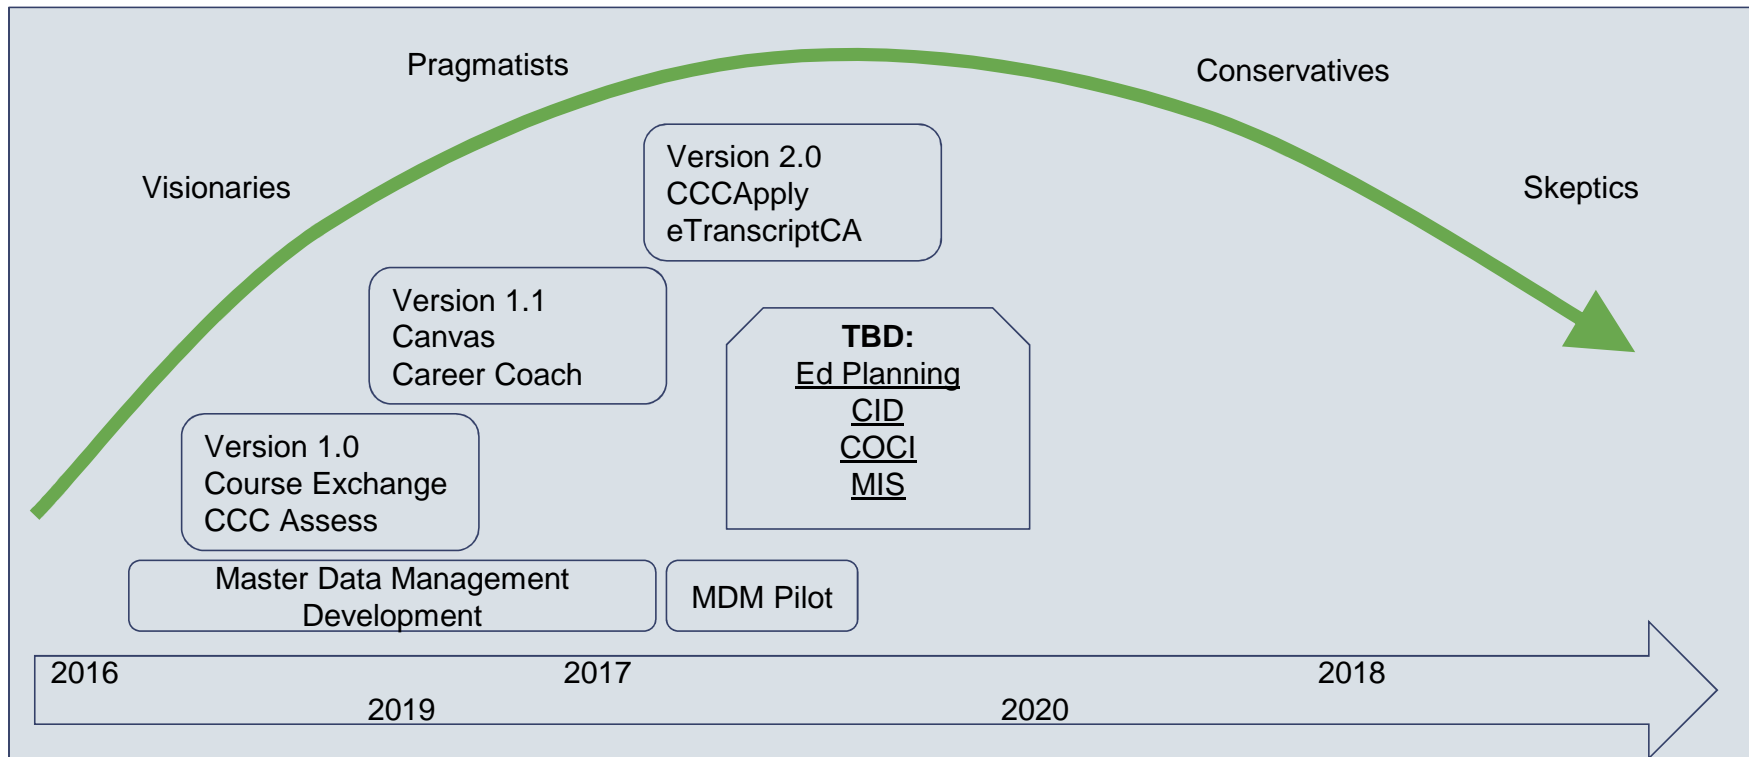 Pragmatists
Conservatives
Visionaries
Skeptics
Version 2.0
CCCApply
eTranscriptCA
Version 1.1
Canvas
Career Coach
TBD:
Ed Planning
CID
COCI
MIS
Version 1.0
Course Exchange
CCC Assess
Master Data Management
Development
MDM Pilot
2016 2017 2018
2019 2020